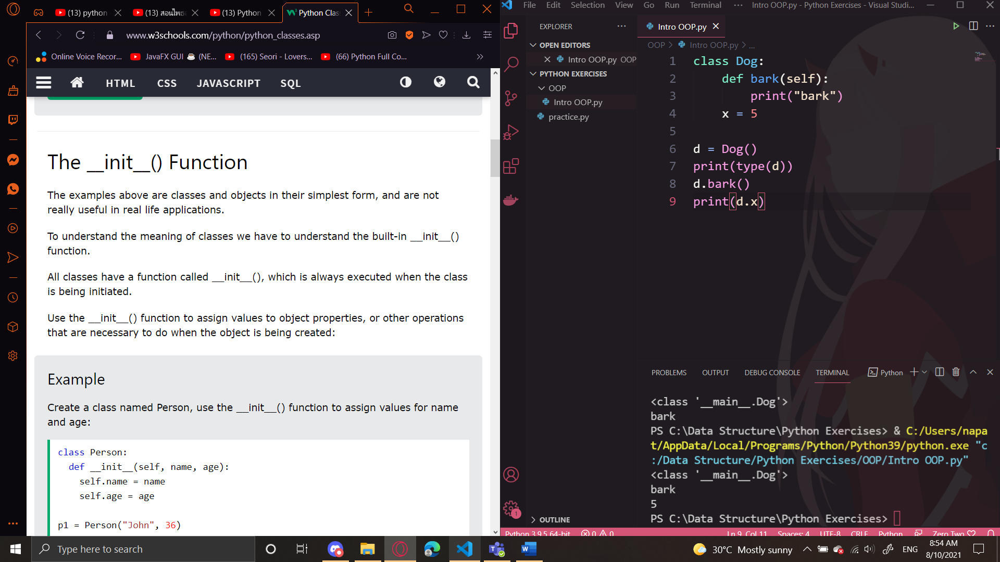 (13) python
(13) สอนไพธ
(13) Python
Python Clas
www.w3schools.com/python/python_classes.asp
Online Voice Recor...
JavaFX GUI ☕ (NE...
(165) Seori - Lovers...
(66) Python Full Co...
HTML
CSS
JAVASCRIPT
SQL
The __init__() Function
The examples above are classes and objects in their simplest form, and are not
really useful in real life applications.
To understand the meaning of classes we have to understand the built-in __init__()
function.
All classes have a function called __init__(), which is always executed when the class
is being initiated.
Use the __init__() function to assign values to object properties, or other operations
that are necessary to do when the object is being created:
Example
Create a class named Person, use the __init__() function to assign values for name
and age:
class Person:
  def __init__(self, name, age):
    self.name = name
    self.age = age
p1 = Person("John", 36)
File Edit Selection View Go Run Terminal ··· Intro OOP.py - Python Exercises - Visual Studi...
EXPLORER
OPEN EDITORS
Intro OOP.py OOP
PYTHON EXERCISES
OOP
Intro OOP.py
practice.py
OUTLINE
1
Intro OOP.py
OOP > Intro OOP.py > ...
1 class Dog:
2     def bark(self):
3         print("bark")
4     x = 5
5
6 d = Dog()
7 print(type(d))
8 d.bark()
9 print(d.x)
PROBLEMS OUTPUT DEBUG CONSOLE TERMINAL Python
<class '__main__.Dog'>
bark
PS C:\Data Structure\Python Exercises> & C:/Users/napa
t/AppData/Local/Programs/Python/Python39/python.exe "c
:/Data Structure/Python Exercises/OOP/Intro OOP.py"
<class '__main__.Dog'>
bark
5
PS C:\Data Structure\Python Exercises>
Python 3.9.5 64-bit 0 0 Ln 9, Col 11 Spaces: 4 UTF-8 CRLF Python Zero Two
Type here to search
30°C Mostly sunny
ENG
8:54 AM
8/10/2021